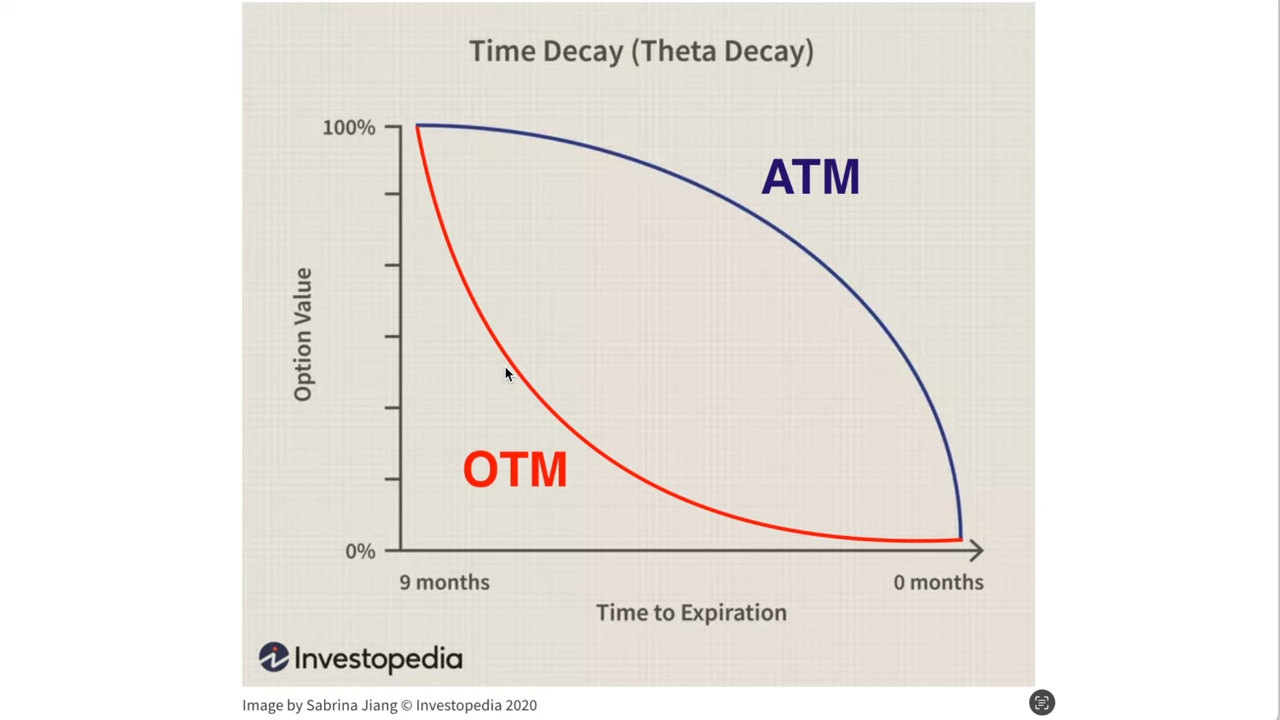 Time Decay (Theta Decay)
100%
ATM
Option Value
OTM
0%
9 months
0 months
Time to Expiration
Investopedia
Image by Sabrina Jiang © Investopedia 2020